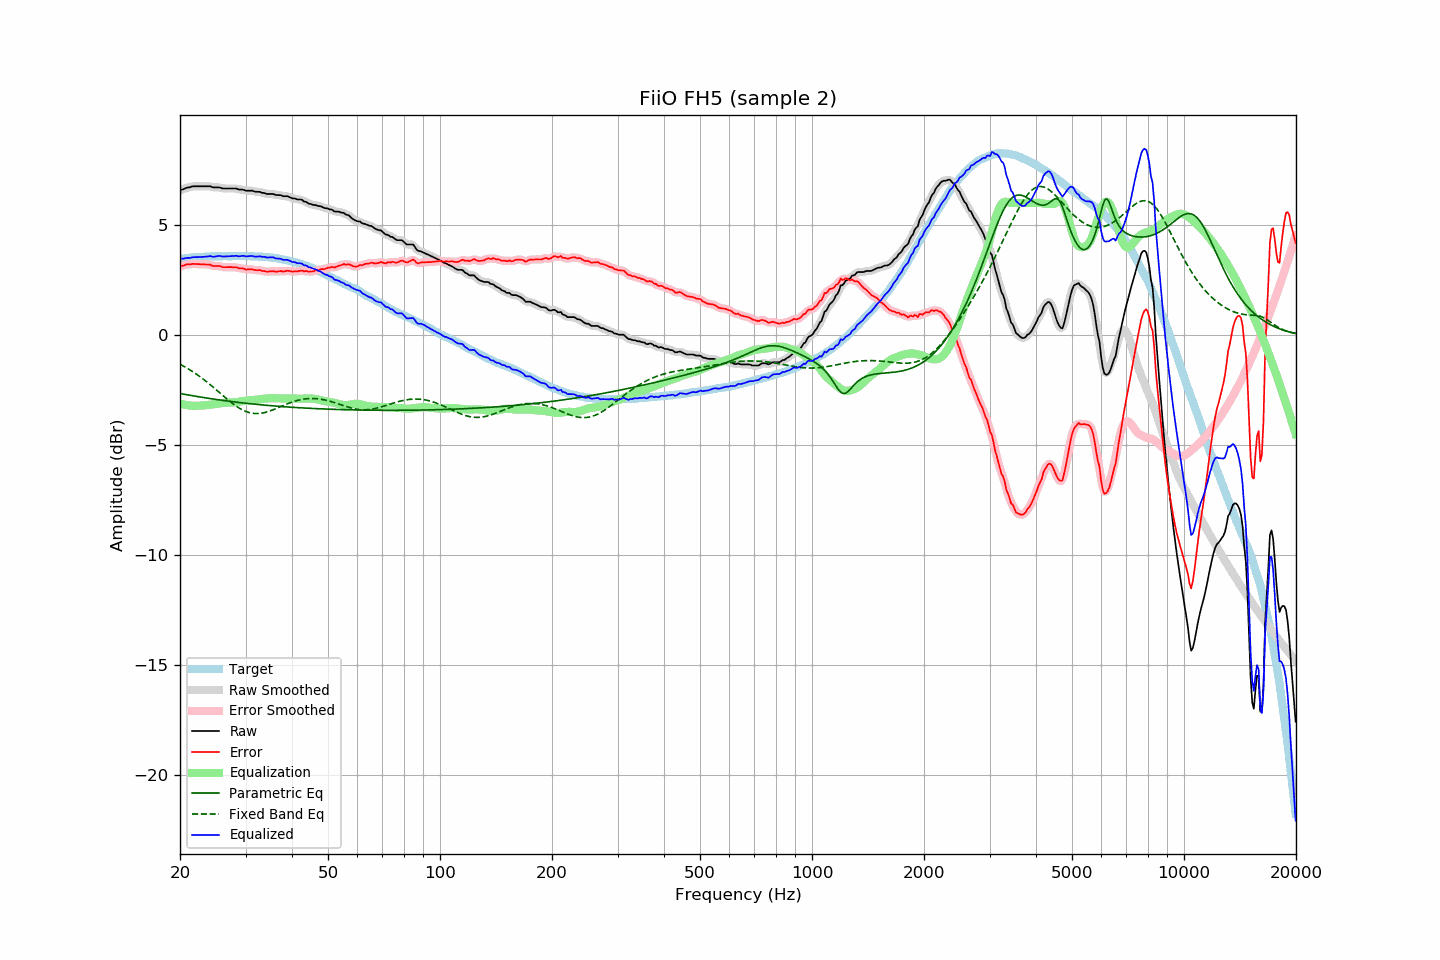 FiiO FH5 (sample 2)
Amplitude (dBr)
5
0
−5
−10
−15
−20
Target
Raw Smoothed
Error Smoothed
Raw
Error
Equalization
Parametric Eq
Fixed Band Eq
Equalized
20 50 100 200 500 1000 2000 5000 10000 20000
Frequency (Hz)